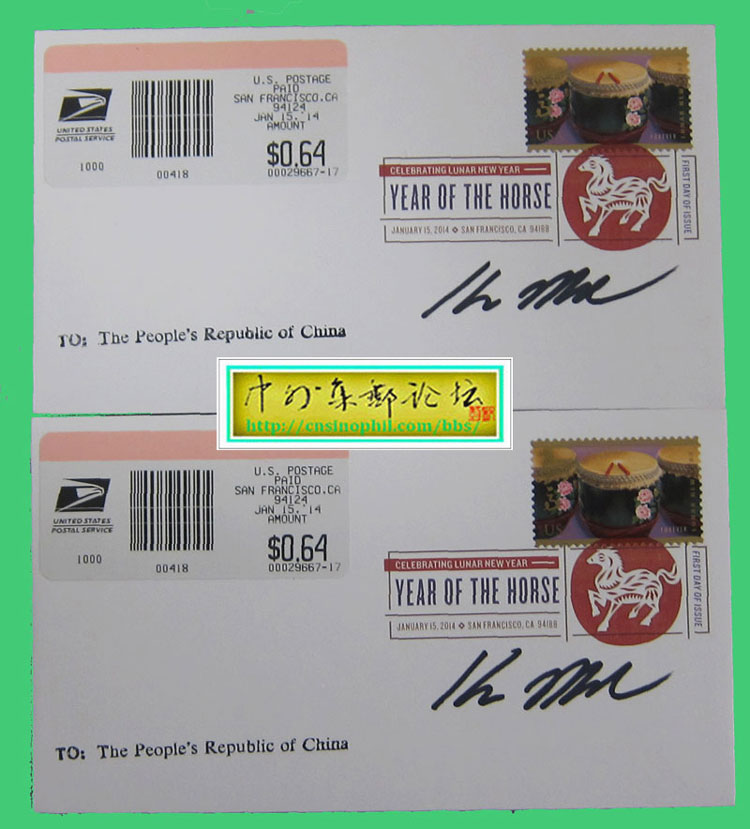 U.S. POSTAGE
PAID
SAN FRANCISCO.CA
94124
JAN 15.'14
AMOUNT
$0.64
00029667-17
UNITED STATES
POSTAL SERVICE
1000
00418
US
FOREVER
CELEBRATING LUNAR NEW YEAR
YEAR OF THE HORSE
JANUARY 15, 2014 ❖ SAN FRANCISCO, CA 94188
FIRST DAY OF ISSUE
TO: The People's Republic of China
中外集邮论坛
http://cnsinophil.com/bbs/
U.S. POSTAGE
PAID
SAN FRANCISCO.CA
94124
JAN 15.'14
AMOUNT
$0.64
00029667-17
UNITED STATES
POSTAL SERVICE
1000
00418
US
FOREVER
CELEBRATING LUNAR NEW YEAR
YEAR OF THE HORSE
JANUARY 15, 2014 ❖ SAN FRANCISCO, CA 94188
FIRST DAY OF ISSUE
TO: The People's Republic of China